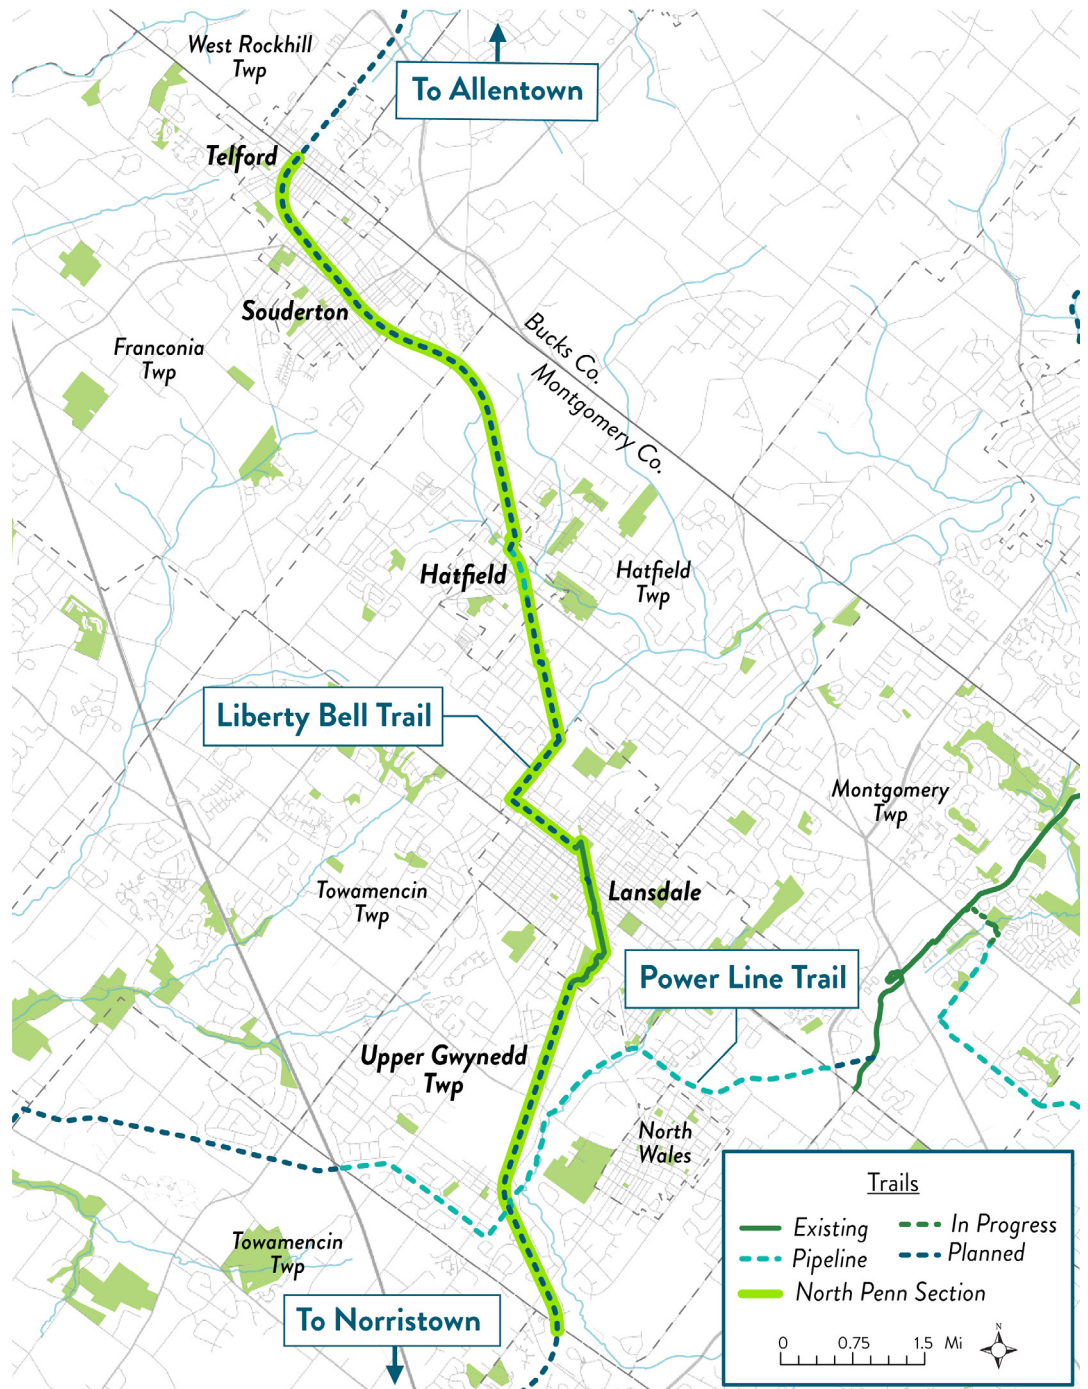 West Rockhill
Twp
To Allentown
Telford
Souderton
Bucks Co.
Franconia
Twp
Montgomery Co.
Hatfield
Hatfield
Twp
Liberty Bell Trail
Montgomery
Twp
Towamencin
Twp
Lansdale
Power Line Trail
Upper Gwynedd
Twp
North
Wales
Towamencin
Twp
To Norristown
Trails
Existing
In Progress
Pipeline
Planned
North Penn Section
0 0.75 1.5 Mi
N